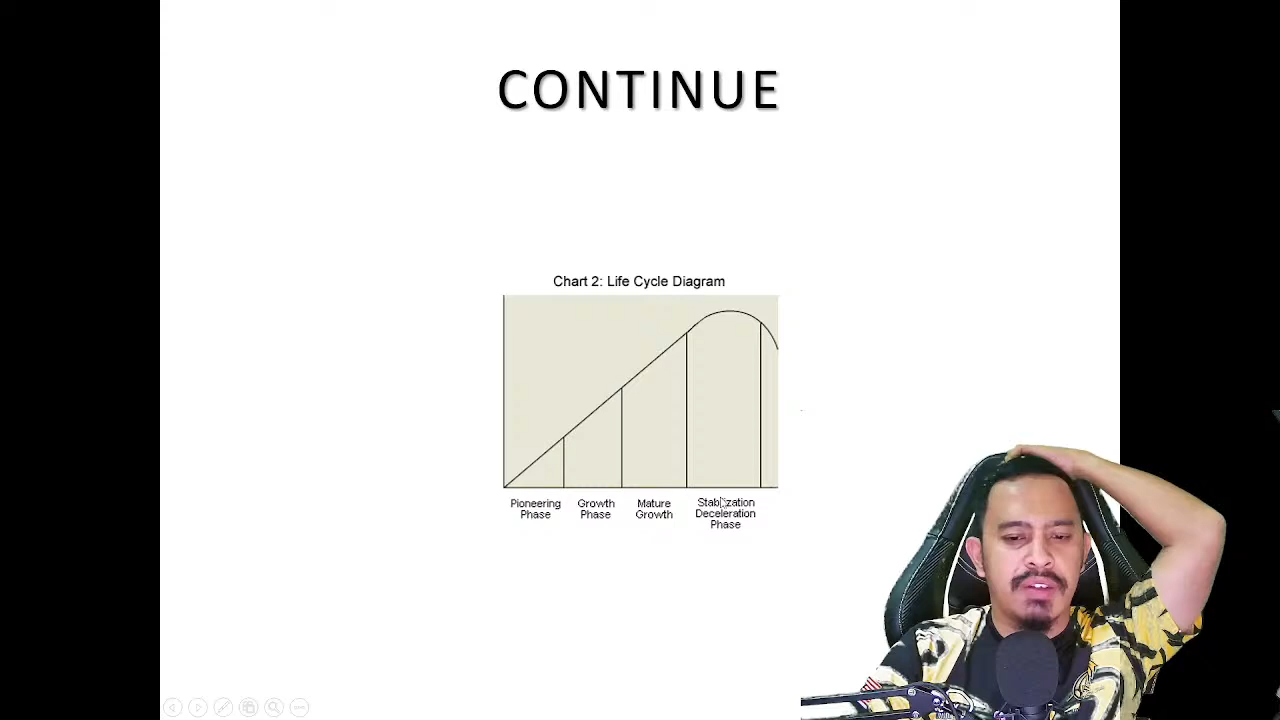 CONTINUE
Chart 2: Life Cycle Diagram
Pioneering
Phase
Growth
Phase
Mature
Growth
Stabilization
Deceleration
Phase